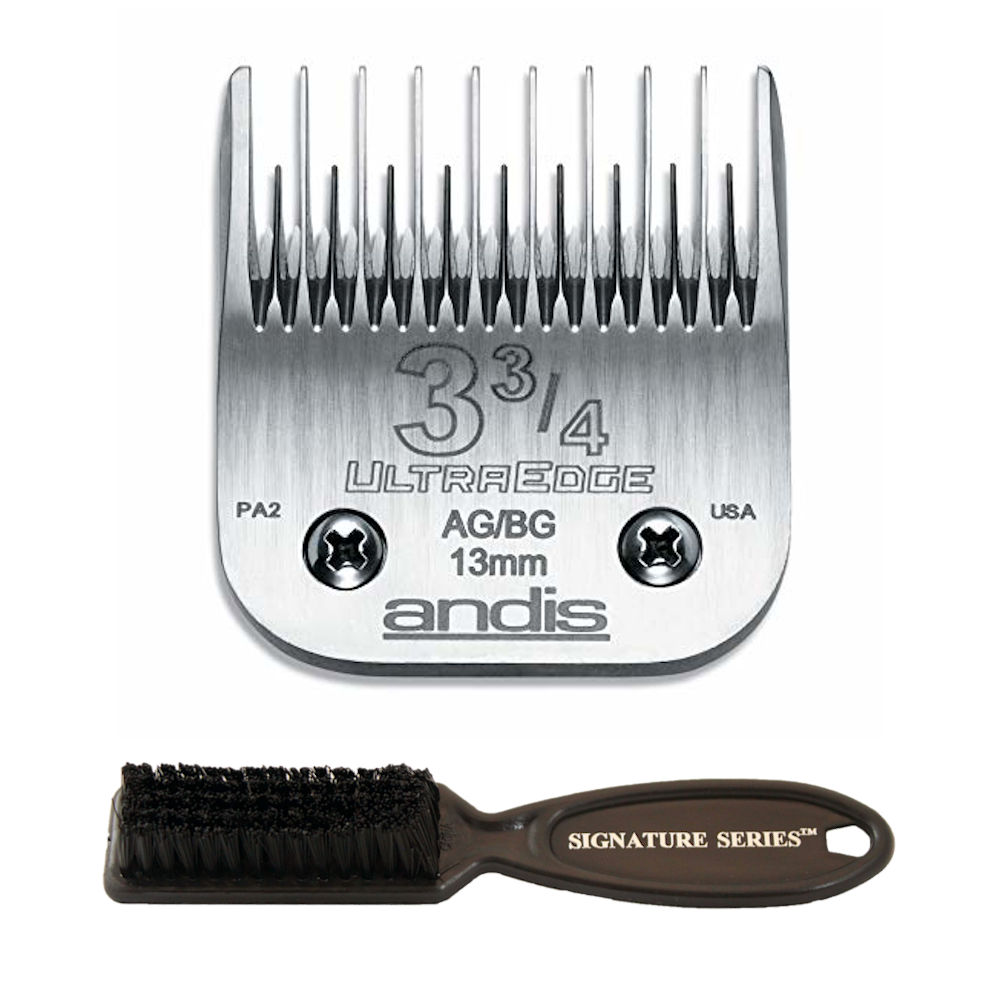 3 3/4
ULTRAEDGE
PA2
USA
AG/BG
13mm
andis
SIGNATURE SERIES™